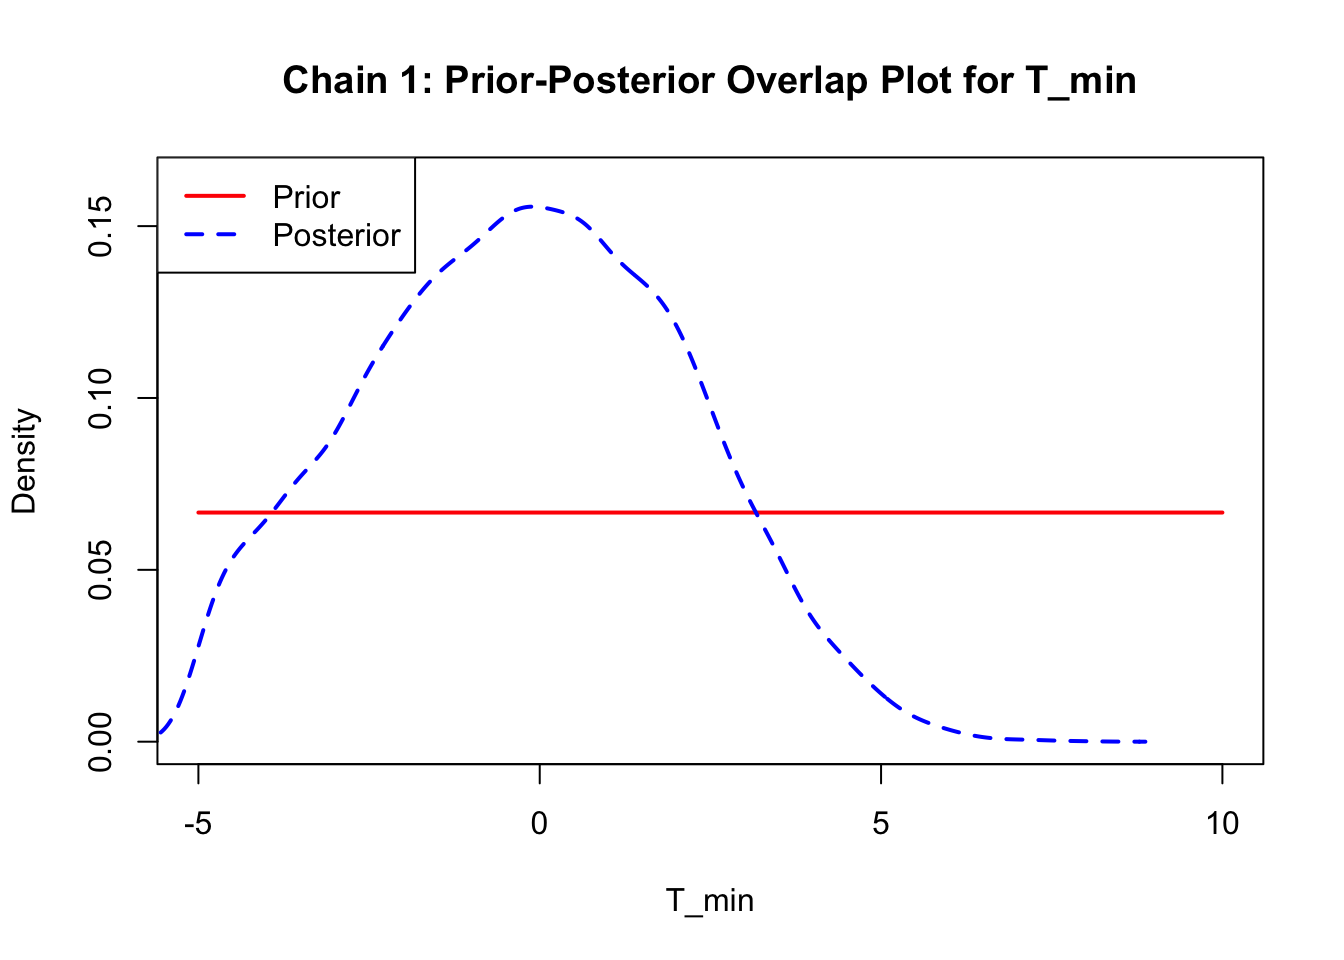 Chain 1: Prior-Posterior Overlap Plot for T_min
Prior
Posterior
Density
0.15
0.10
0.05
0.00
-5
0
5
10
T_min